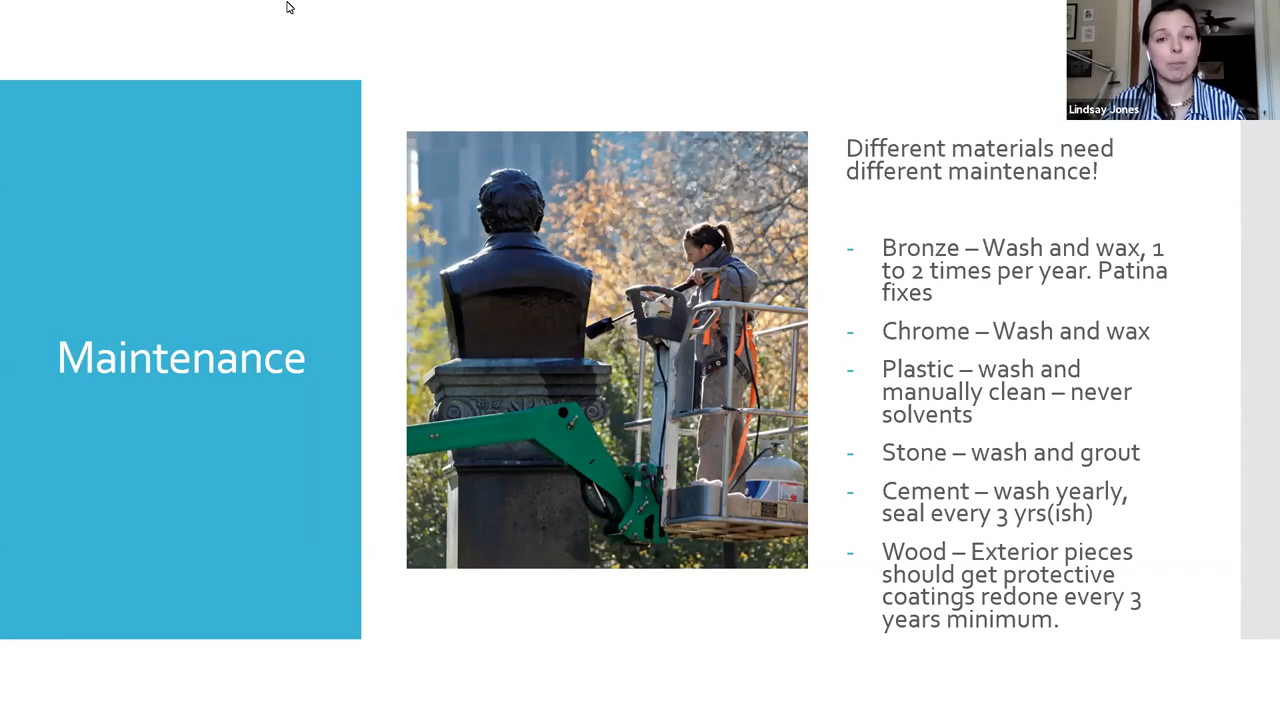 Lindsay Jones
Maintenance
Different materials need
different maintenance!
- Bronze – Wash and wax, 1
to 2 times per year. Patina
fixes
- Chrome – Wash and wax
- Plastic – wash and
manually clean – never
solvents
- Stone – wash and grout
- Cement – wash yearly,
seal every 3 yrs(ish)
- Wood – Exterior pieces
should get protective
coatings redone every 3
years minimum.